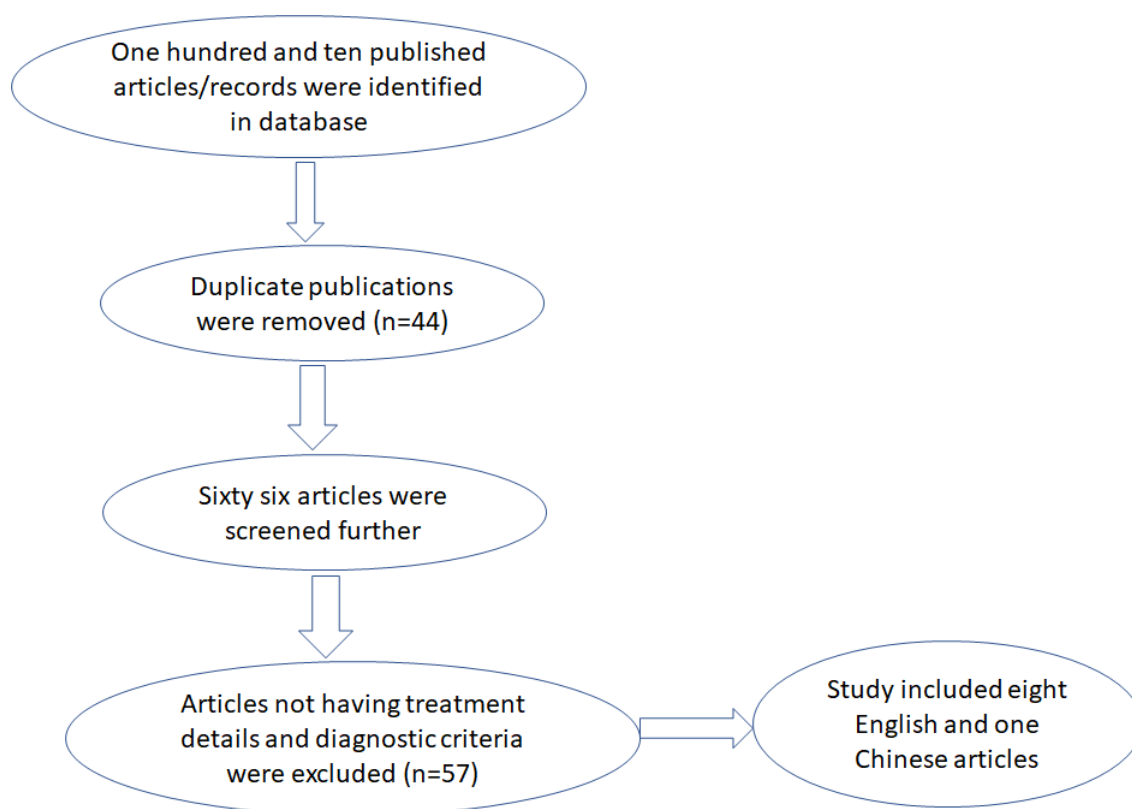 One hundred and ten published
articles/records were identified
in database
Duplicate publications
were removed (n=44)
Sixty six articles were
screened further
Articles not having treatment
details and diagnostic criteria
were excluded (n=57)
Study included eight
English and one
Chinese articles